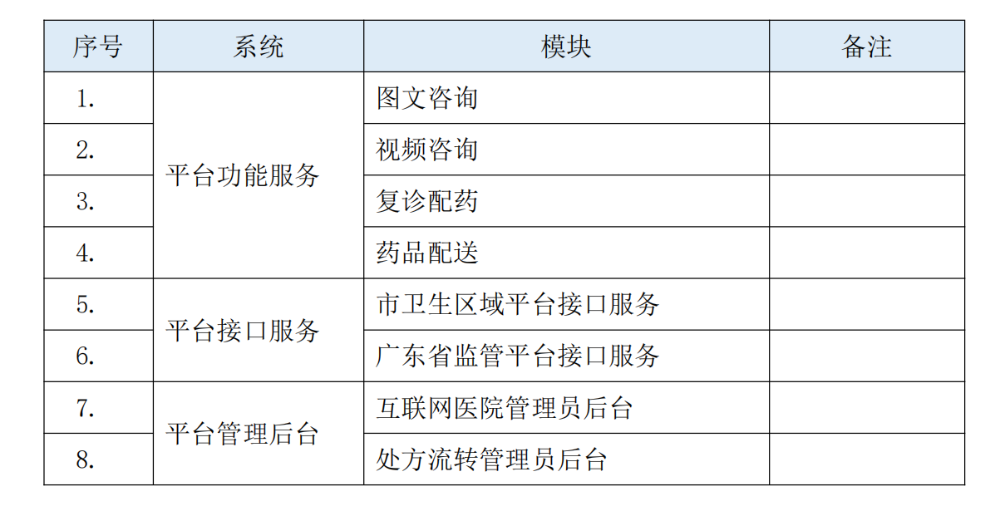 序号 系统 模块 备注
1. 图文咨询
2. 视频咨询
平台功能服务
3. 复诊配药
4. 药品配送
5. 市卫生区域平台接口服务
平台接口服务
6. 广东省监管平台接口服务
7. 互联网医院管理员后台
平台管理后台
8. 处方流转管理员后台